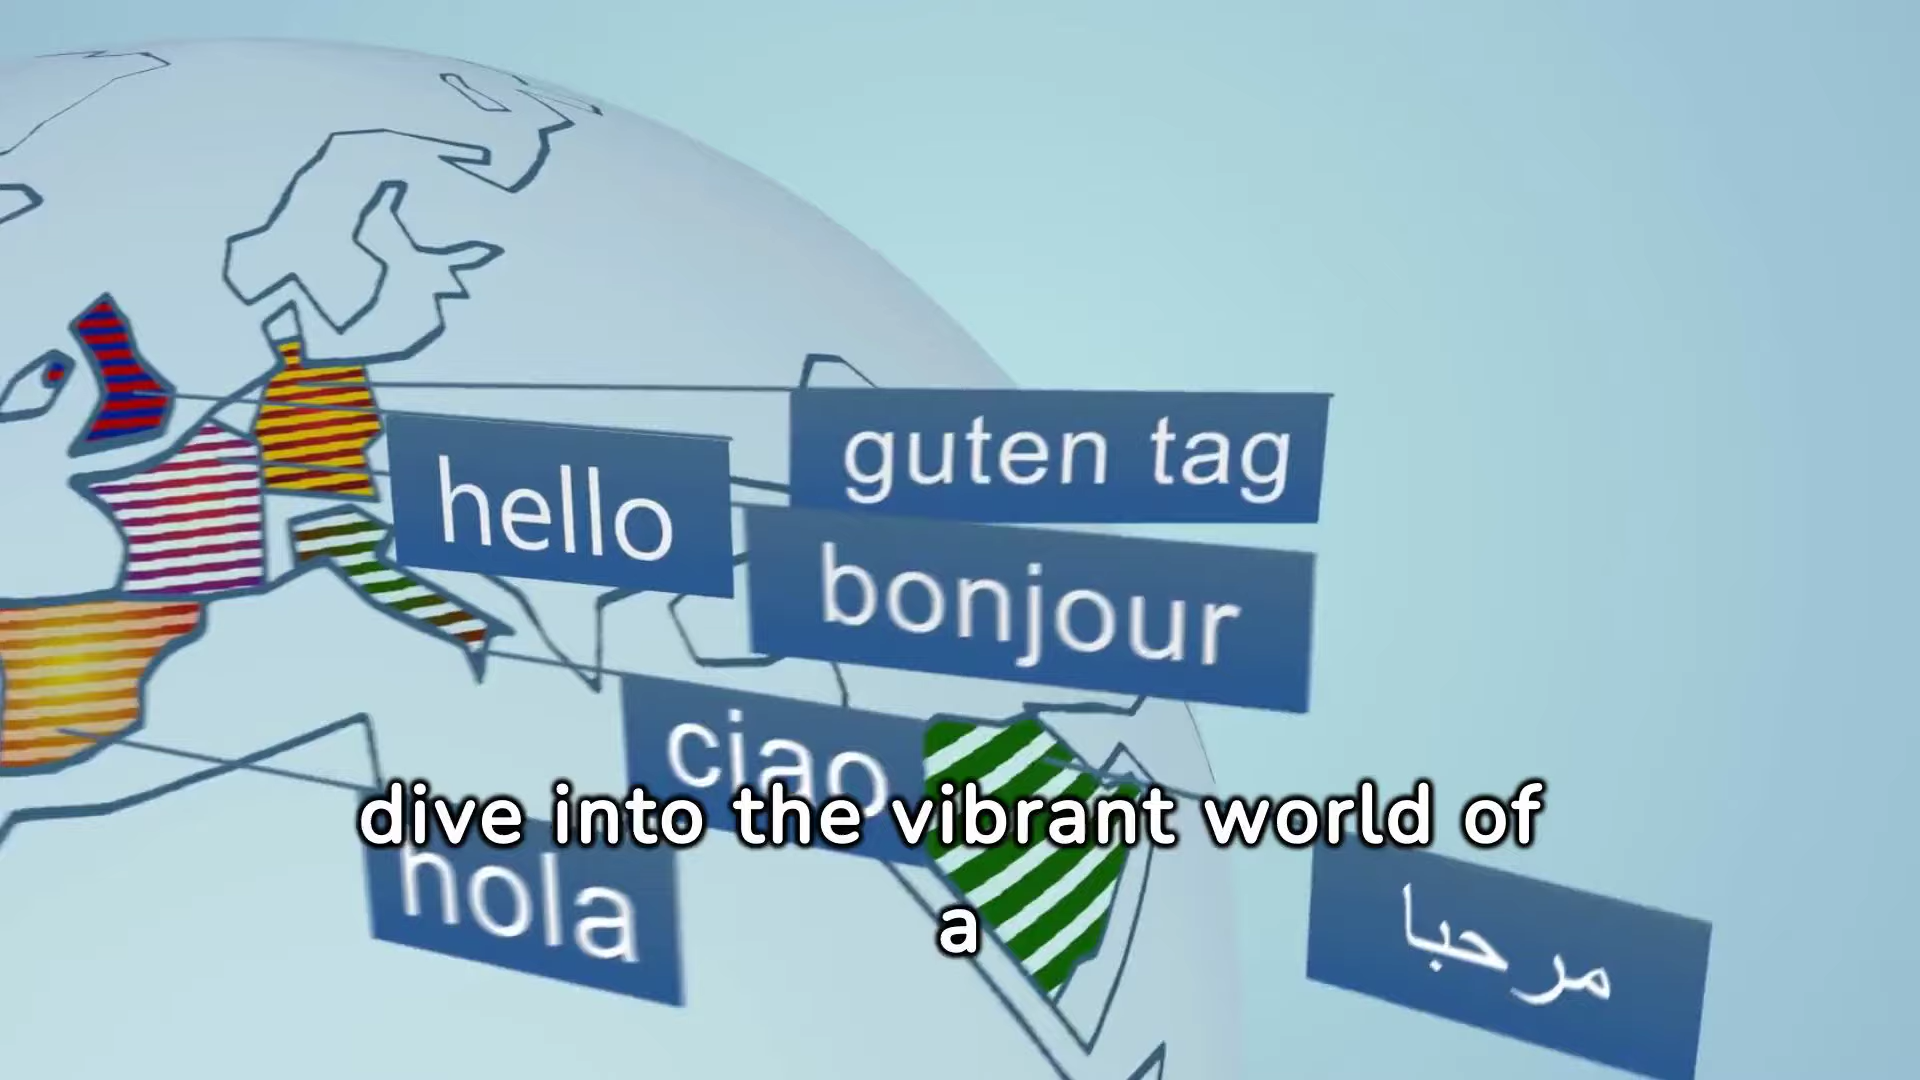 guten tag
hello
bonjour
ciao
dive into the vibrant world of
a
hola
مرحبا